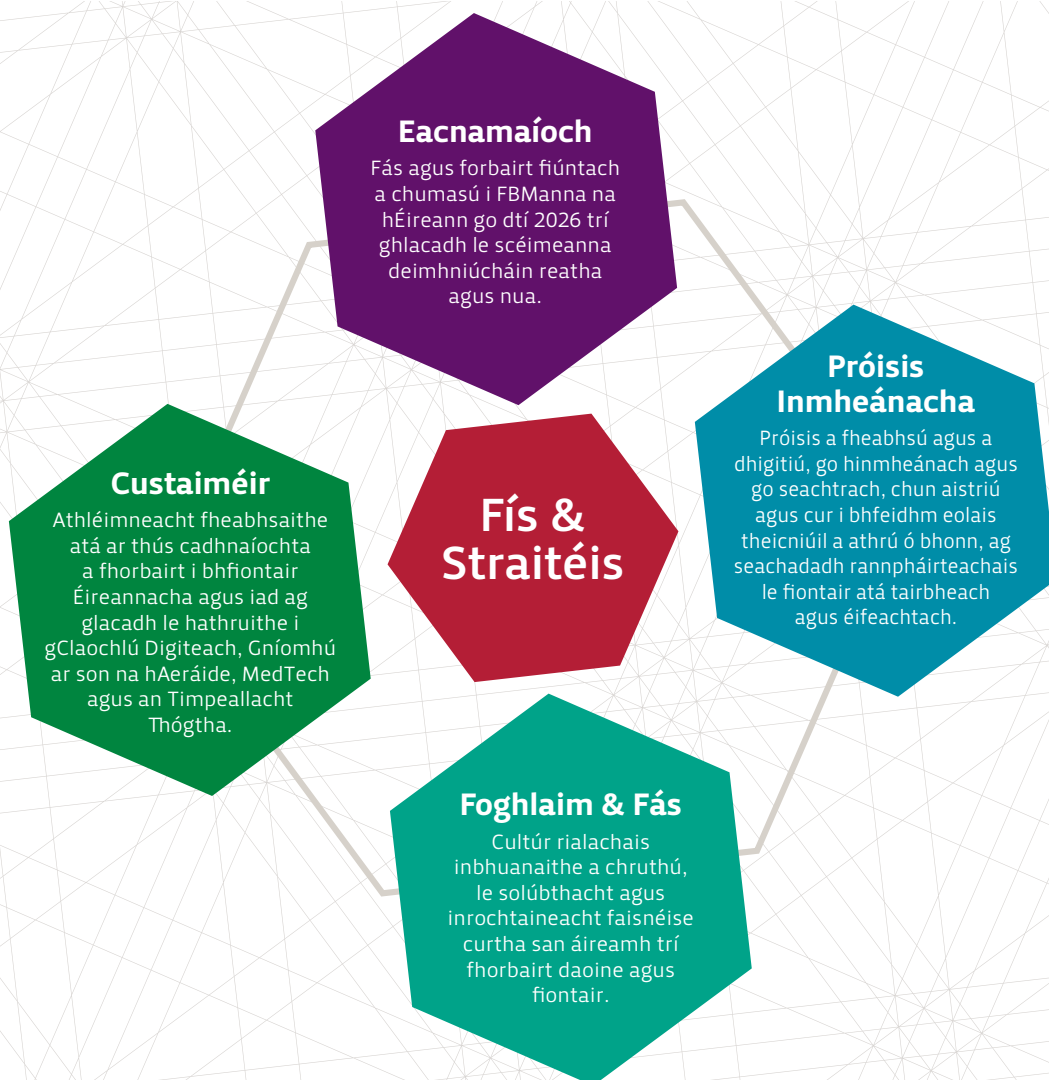 Eacnamaíoch
Fás agus forbairt fiúntach
a chumasú i FBManna na
hÉireann go dtí 2026 trí
ghlacadh le scéimeanna
deimhniúcháin reatha
agus nua.
Próisis
Inmheánacha
Próisis a fheabhsú agus a
dhigitiú, go hinmheánach agus
go seachtrach, chun aistriú
agus cur i bhfeidhm eolais
theicniúil a athrú ó bhonn, ag
seachadadh rannpháirteachais
le fiontair atá tairbheach
agus éifeachtach.
Custaiméir
Athléimneacht fheabhsaithe
atá ar thús cadhnaíochta
a fhorbairt i bhfiontair
Éireannacha agus iad ag
glacadh le hathruithe i
gClaochlú Digiteach, Gníomhú
ar son na hAeráide, MedTech
agus an Timpeallacht
Thógtha.
Fís &
Straitéis
Foghlaim & Fás
Cultúr rialachais
inbhuanaithe a chruthú,
le solúbthacht agus
inrochtaineacht faisnéise
curtha san áireamh trí
fhorbairt daoine agus
fiontair.